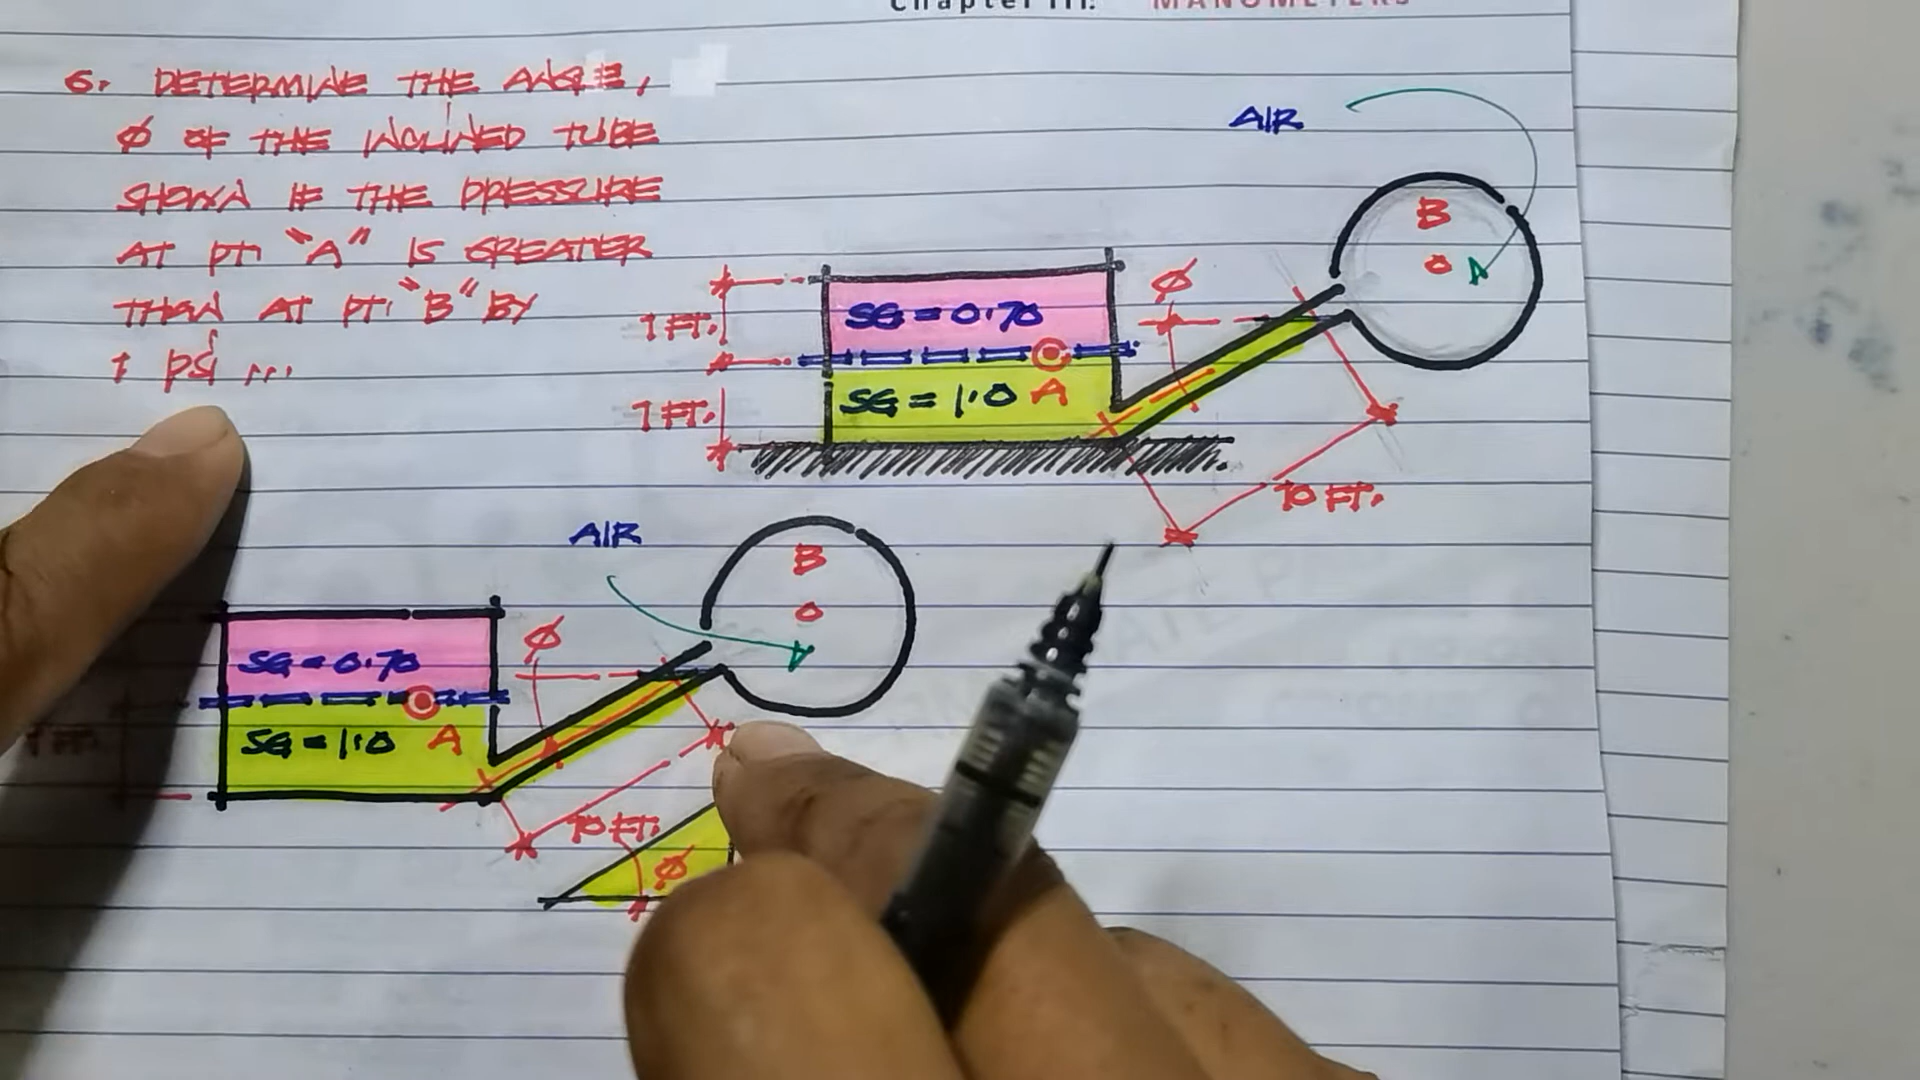 Chapter III: MANOMETERS
6. DETERMINE THE ANGLE,
φ OF THE INCLINED TUBE
SHOWN IF THE PRESSURE
AT PT. "A" IS GREATER
THAN AT PT. "B" BY
1 psi ...
AIR
B
φ
1 FT.
SG = 0.70
1 FT.
SG = 1.0 A
10 FT.
AIR
B
φ
SG = 0.70
SG = 1.0 A
1 FT.
10 FT.
φ